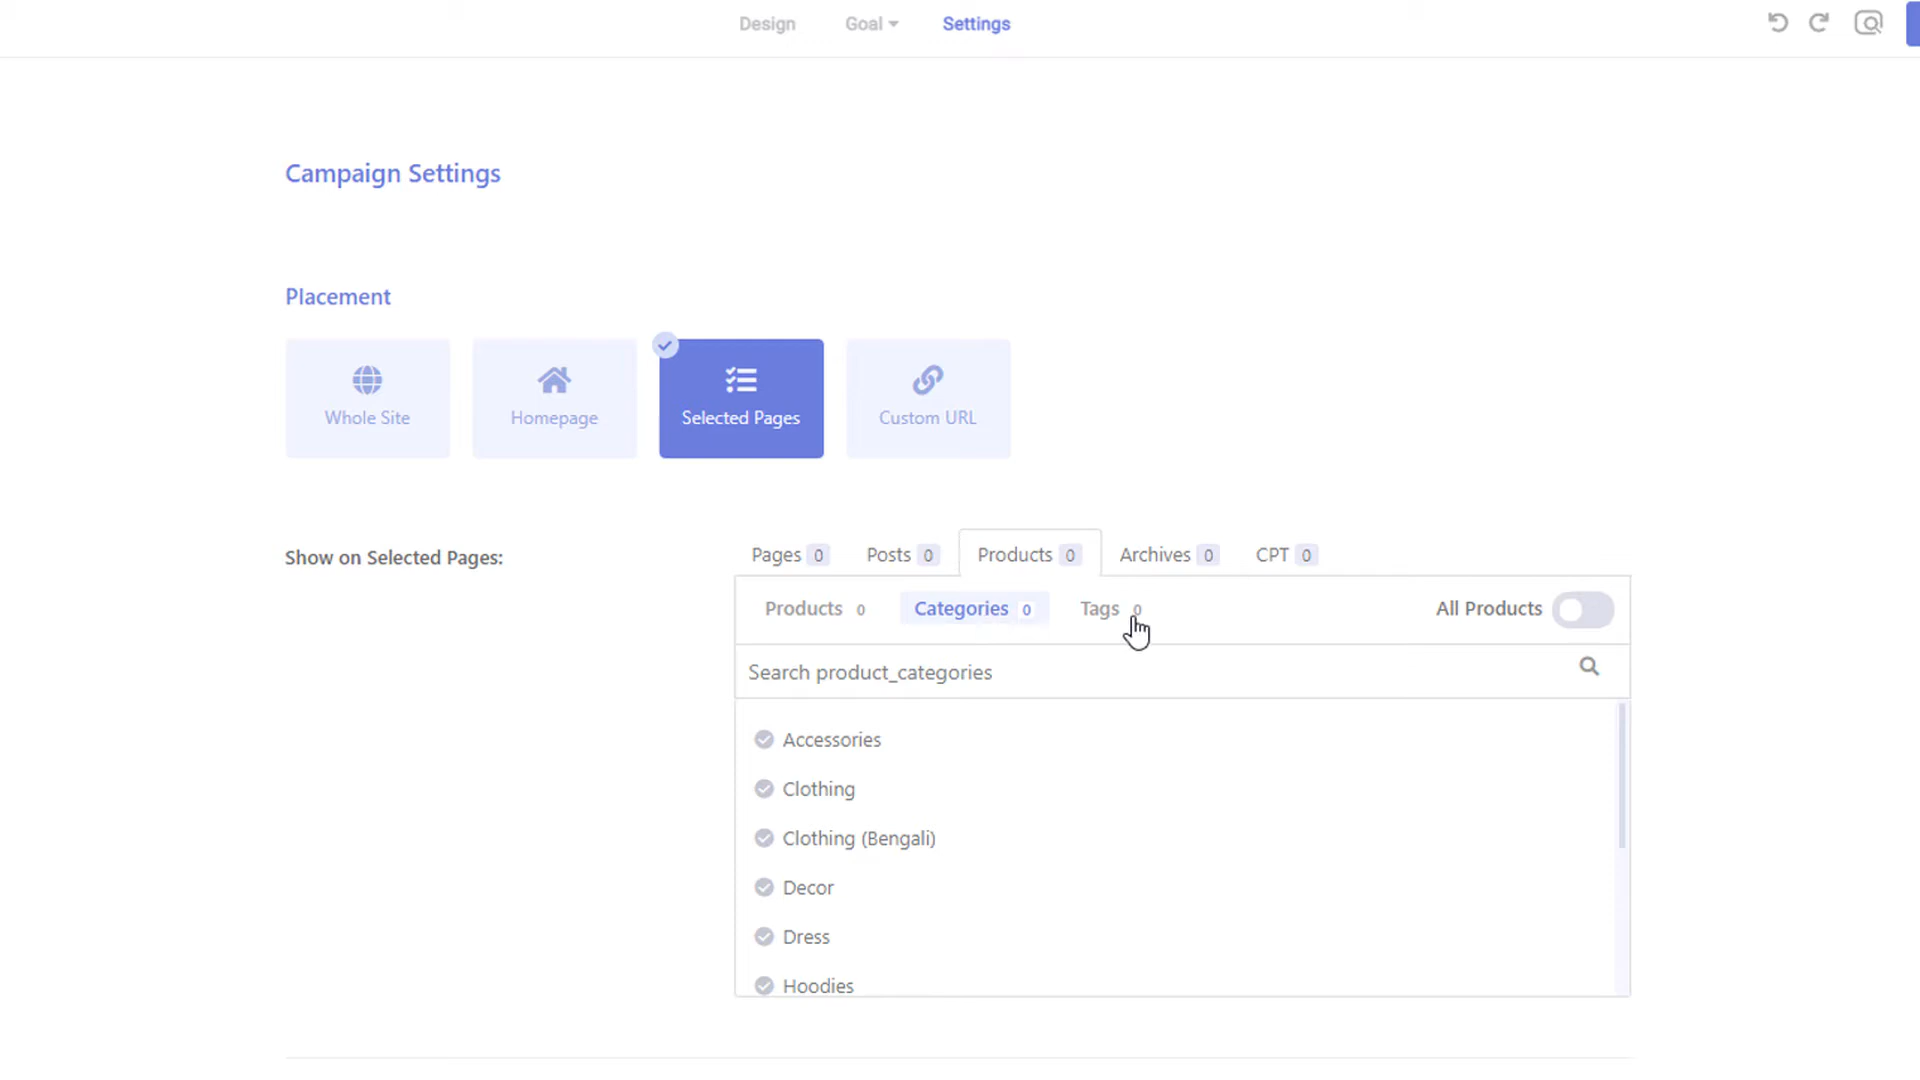 Design Goal Settings
Campaign Settings
Placement
Whole Site Homepage Selected Pages Custom URL
Show on Selected Pages:
Pages 0 Posts 0 Products 0 Archives 0 CPT 0
Products 0 Categories 0 Tags 0 All Products
Search product_categories
Accessories
Clothing
Clothing (Bengali)
Decor
Dress
Hoodies